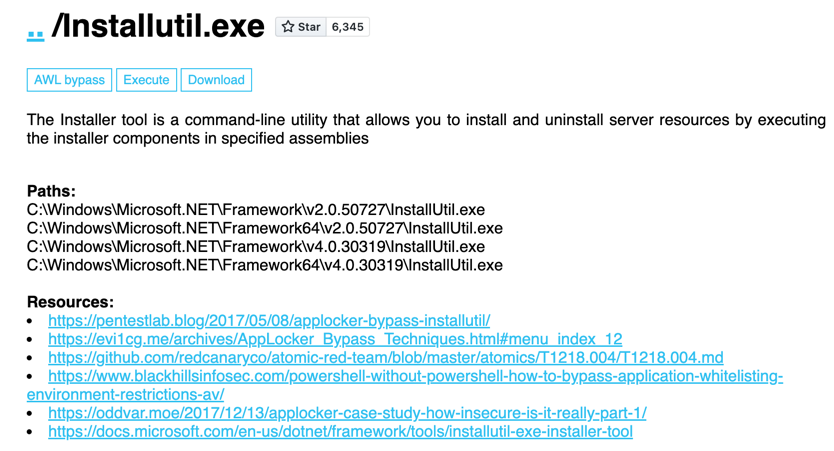 ../Installutil.exe Star 6,345
AWL bypass Execute Download
The Installer tool is a command-line utility that allows you to install and uninstall server resources by executing
the installer components in specified assemblies
Paths:
C:\Windows\Microsoft.NET\Framework\v2.0.50727\InstallUtil.exe
C:\Windows\Microsoft.NET\Framework64\v2.0.50727\InstallUtil.exe
C:\Windows\Microsoft.NET\Framework\v4.0.30319\InstallUtil.exe
C:\Windows\Microsoft.NET\Framework64\v4.0.30319\InstallUtil.exe
Resources:
• https://pentestlab.blog/2017/05/08/applocker-bypass-installutil/
• https://evi1cg.me/archives/AppLocker_Bypass_Techniques.html#menu_index_12
• https://github.com/redcanaryco/atomic-red-team/blob/master/atomics/T1218.004/T1218.004.md
• https://www.blackhillsinfosec.com/powershell-without-powershell-how-to-bypass-application-whitelisting-
environment-restrictions-av/
• https://oddvar.moe/2017/12/13/applocker-case-study-how-insecure-is-it-really-part-1/
• https://docs.microsoft.com/en-us/dotnet/framework/tools/installutil-exe-installer-tool